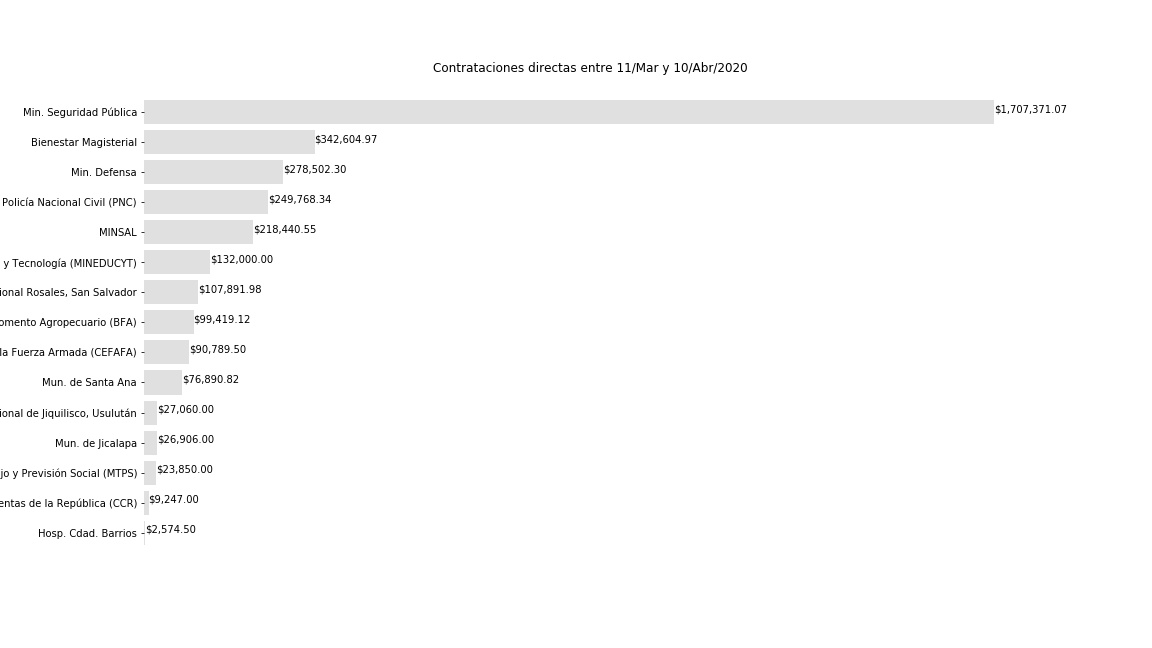 Contrataciones directas entre 11/Mar y 10/Abr/2020
Min. Seguridad Pública $1,707,371.07
Bienestar Magisterial $342,604.97
Min. Defensa $278,502.30
Policía Nacional Civil (PNC) $249,768.34
MINSAL $218,440.55
y Tecnología (MINEDUCYT) $132,000.00
ional Rosales, San Salvador $107,891.98
omento Agropecuario (BFA) $99,419.12
la Fuerza Armada (CEFAFA) $90,789.50
Mun. de Santa Ana $76,890.82
ional de Jiquilisco, Usulután $27,060.00
Mun. de Jicalapa $26,906.00
jo y Previsión Social (MTPS) $23,850.00
entas de la República (CCR) $9,247.00
Hosp. Cdad. Barrios $2,574.50